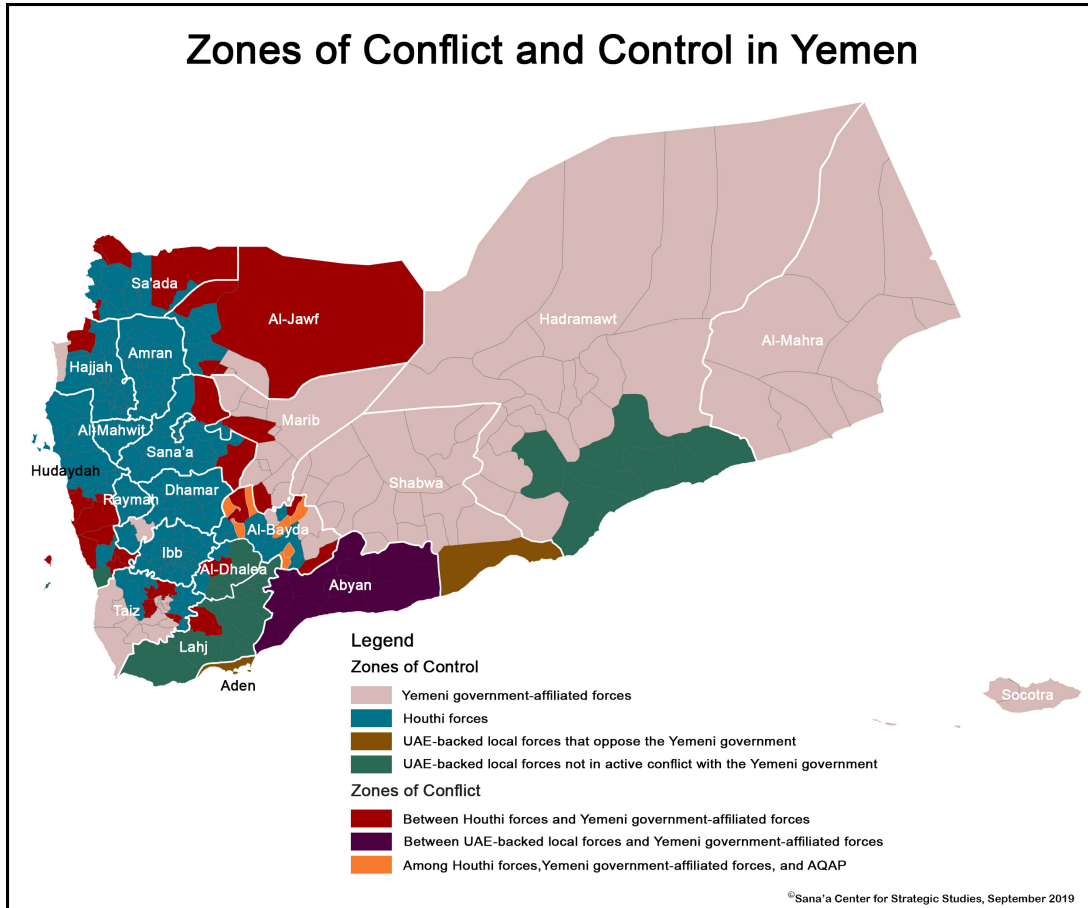 Zones of Conflict and Control in Yemen
Sa'ada
Al-Jawf
Hadramawt
Al-Mahra
Amran
Hajjah
Marib
Al-Mahwit
Sana'a
Hudaydah
Shabwa
Dhamar
Raymah
Al-Bayda
Ibb
Al-Dhalea
Abyan
Taiz
Lahj
Aden
Socotra
Legend
Zones of Control
Yemeni government-affiliated forces
Houthi forces
UAE-backed local forces that oppose the Yemeni government
UAE-backed local forces not in active conflict with the Yemeni government
Zones of Conflict
Between Houthi forces and Yemeni government-affiliated forces
Between UAE-backed local forces and Yemeni government-affiliated forces
Among Houthi forces,Yemeni government-affiliated forces, and AQAP
©Sana'a Center for Strategic Studies, September 2019